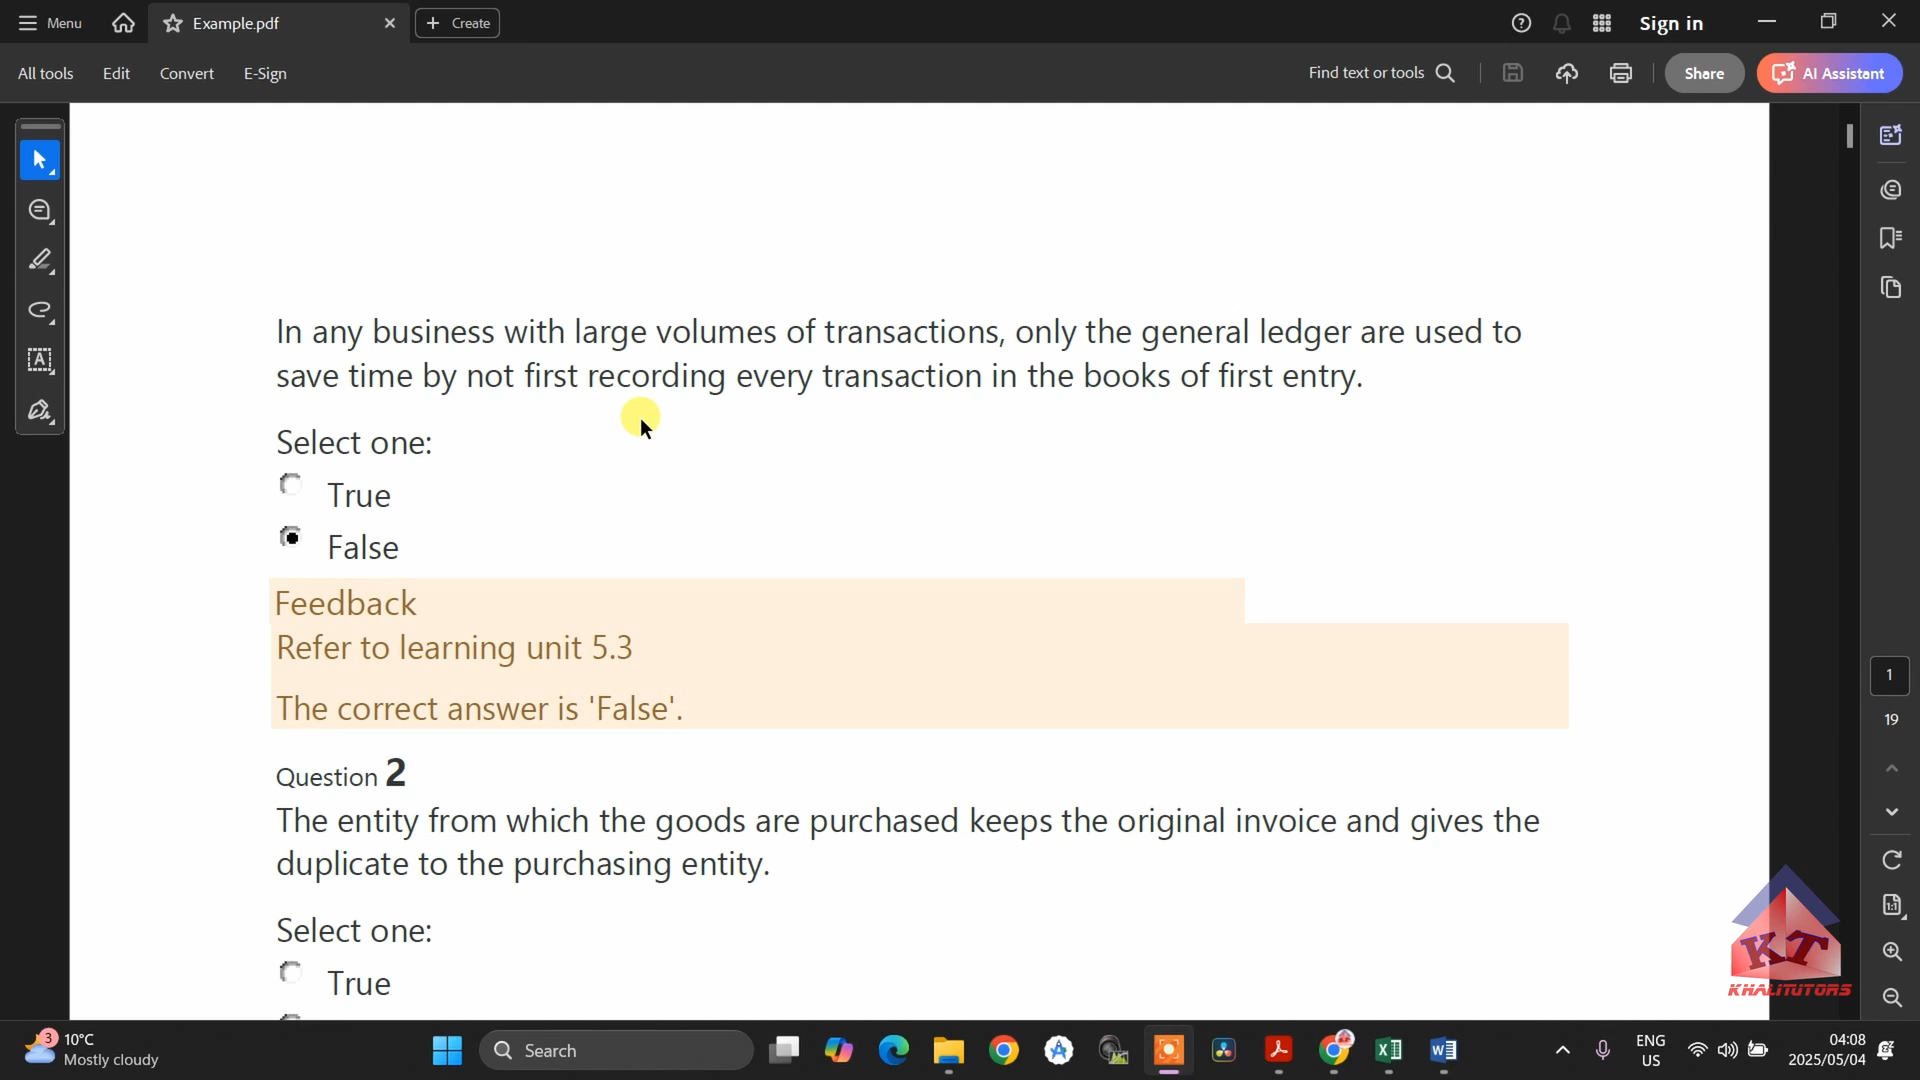 Menu
Example.pdf
Create
Sign in
All tools
Edit
Convert
E-Sign
Find text or tools
Share
AI Assistant
In any business with large volumes of transactions, only the general ledger are used to
save time by not first recording every transaction in the books of first entry.
Select one:
True
False
Feedback
Refer to learning unit 5.3
The correct answer is 'False'.
Question 2
The entity from which the goods are purchased keeps the original invoice and gives the
duplicate to the purchasing entity.
Select one:
True
1
19
KT
KHALITUTORS
3
10°C
Mostly cloudy
Search
ENG
US
04:08
2025/05/04